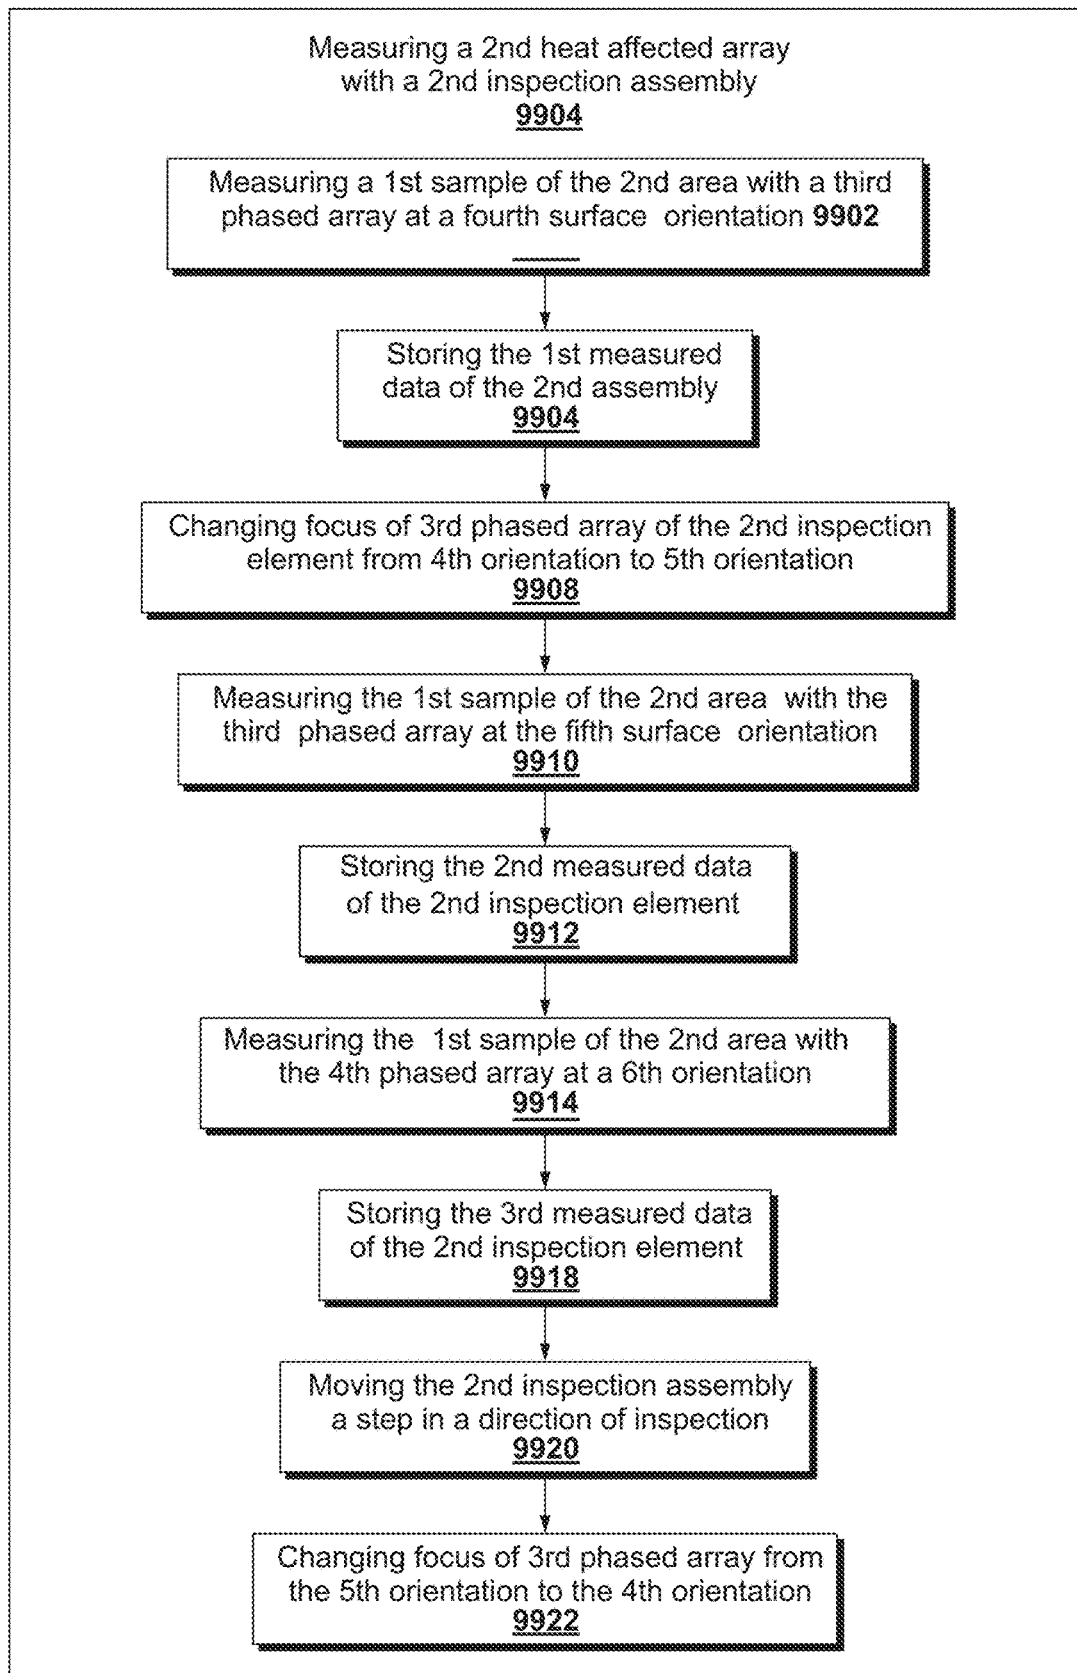 Measuring a 2nd heat affected array
with a 2nd inspection assembly
9904
Measuring a 1st sample of the 2nd area with a third
phased array at a fourth surface orientation 9902
Storing the 1st measured
data of the 2nd assembly
9904
Changing focus of 3rd phased array of the 2nd inspection
element from 4th orientation to 5th orientation
9908
Measuring the 1st sample of the 2nd area with the
third phased array at the fifth surface orientation
9910
Storing the 2nd measured data
of the 2nd inspection element
9912
Measuring the 1st sample of the 2nd area with
the 4th phased array at a 6th orientation
9914
Storing the 3rd measured data
of the 2nd inspection element
9918
Moving the 2nd inspection assembly
a step in a direction of inspection
9920
Changing focus of 3rd phased array from
the 5th orientation to the 4th orientation
9922